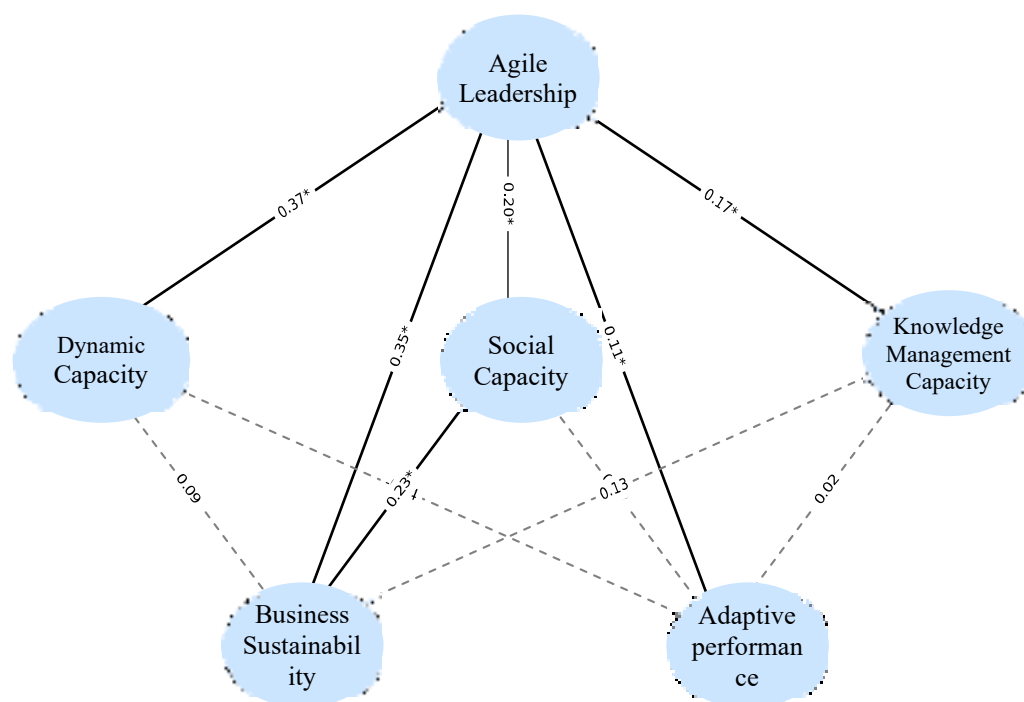 Agile
Leadership
0.37*
0.20*
0.17*
0.35*
0.11*
Dynamic
Capacity
Social
Capacity
Knowledge
Management
Capacity
0.09
0.23*
0.13
0.02
Business
Sustainabil
ity
Adaptive
performan
ce